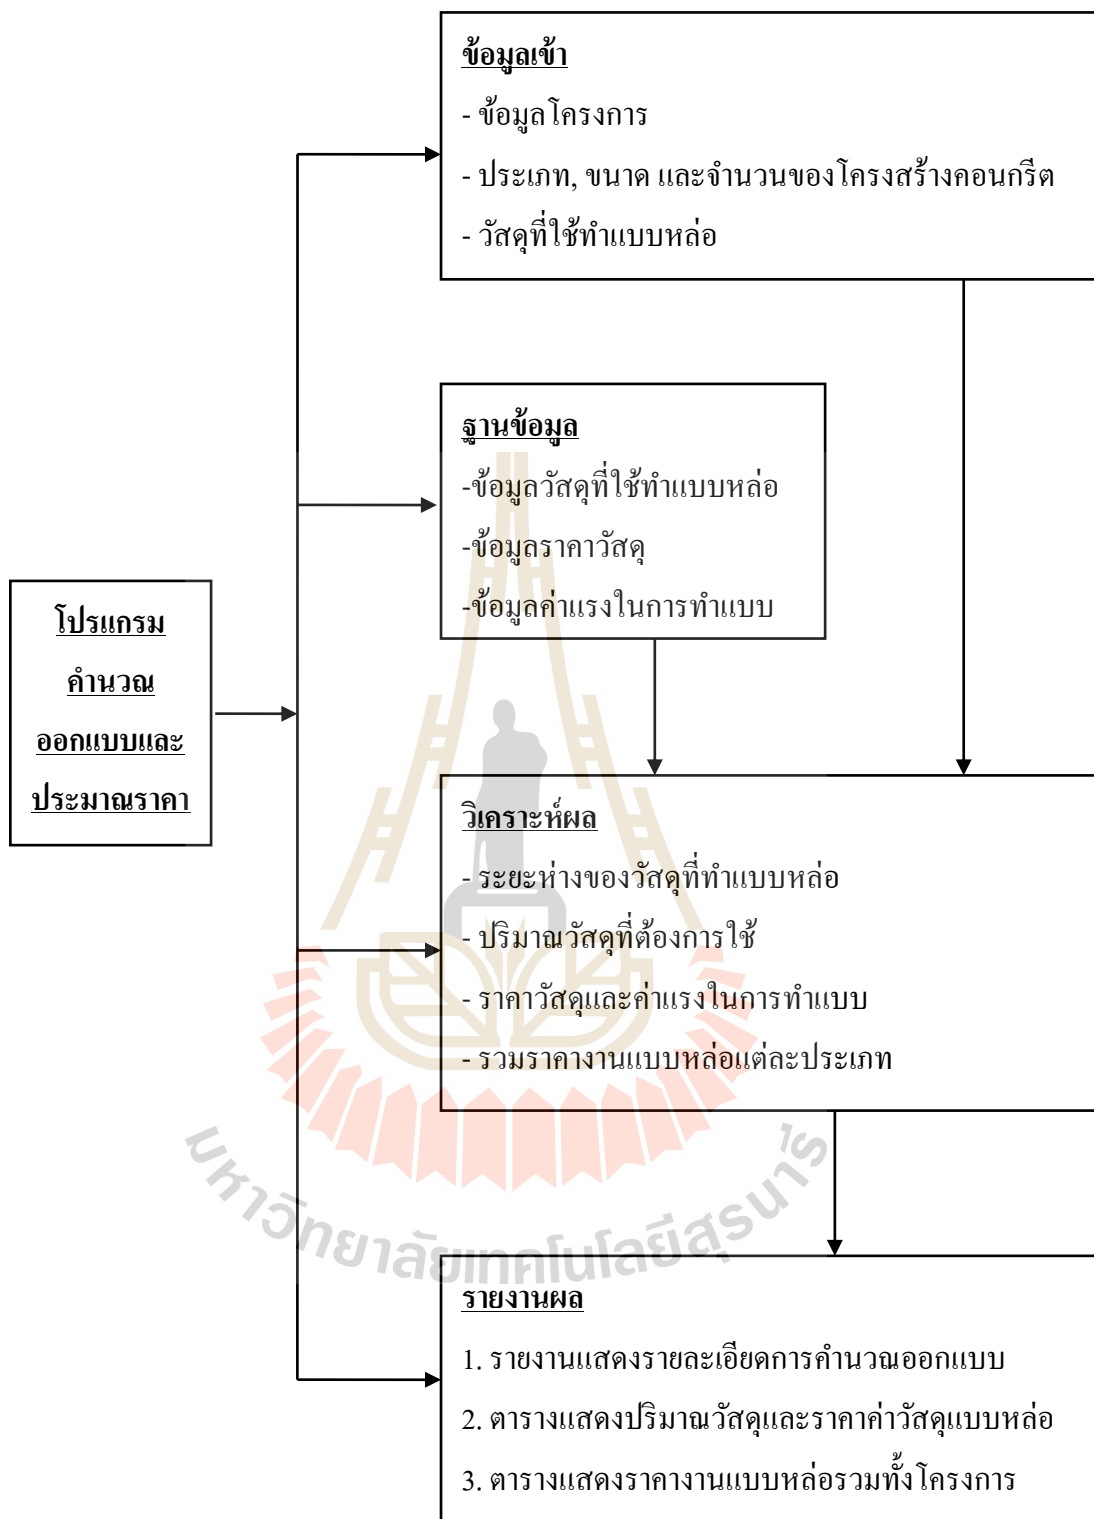 ข้อมูลเข้า
- ข้อมูลโครงการ
- ประเภท, ขนาด และจำนวนของโครงสร้างคอนกรีต
- วัสดุที่ใช้ทำแบบหล่อ
ฐานข้อมูล
-ข้อมูลวัสดุที่ใช้ทำแบบหล่อ
-ข้อมูลราคาวัสดุ
-ข้อมูลค่าแรงในการทำแบบ
โปรแกรม
คำนวณ
ออกแบบและ
ประมาณราคา
วิเคราะห์ผล
- ระยะห่างของวัสดุที่ทำแบบหล่อ
- ปริมาณวัสดุที่ต้องการใช้
- ราคาวัสดุและค่าแรงในการทำแบบ
- รวมราคางานแบบหล่อแต่ละประเภท
มหาวิทยาลัยเทคโนโลยีสุรนารี
รายงานผล
1. รายงานแสดงรายละเอียดการคำนวณออกแบบ
2. ตารางแสดงปริมาณวัสดุและราคาค่าวัสดุแบบหล่อ
3. ตารางแสดงราคางานแบบหล่อรวมทั้งโครงการ